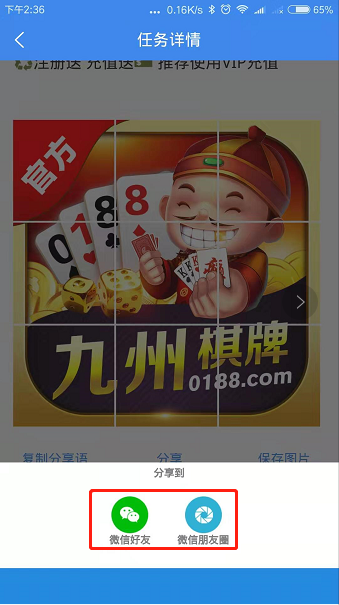 下午2:36
0.16K/s
65%
任务详情
注册送 充值送 推荐使用VIP充值
官方
0188
九州棋牌
0188.com
复制分享语 分享 保存图片
分享到
微信好友 微信朋友圈